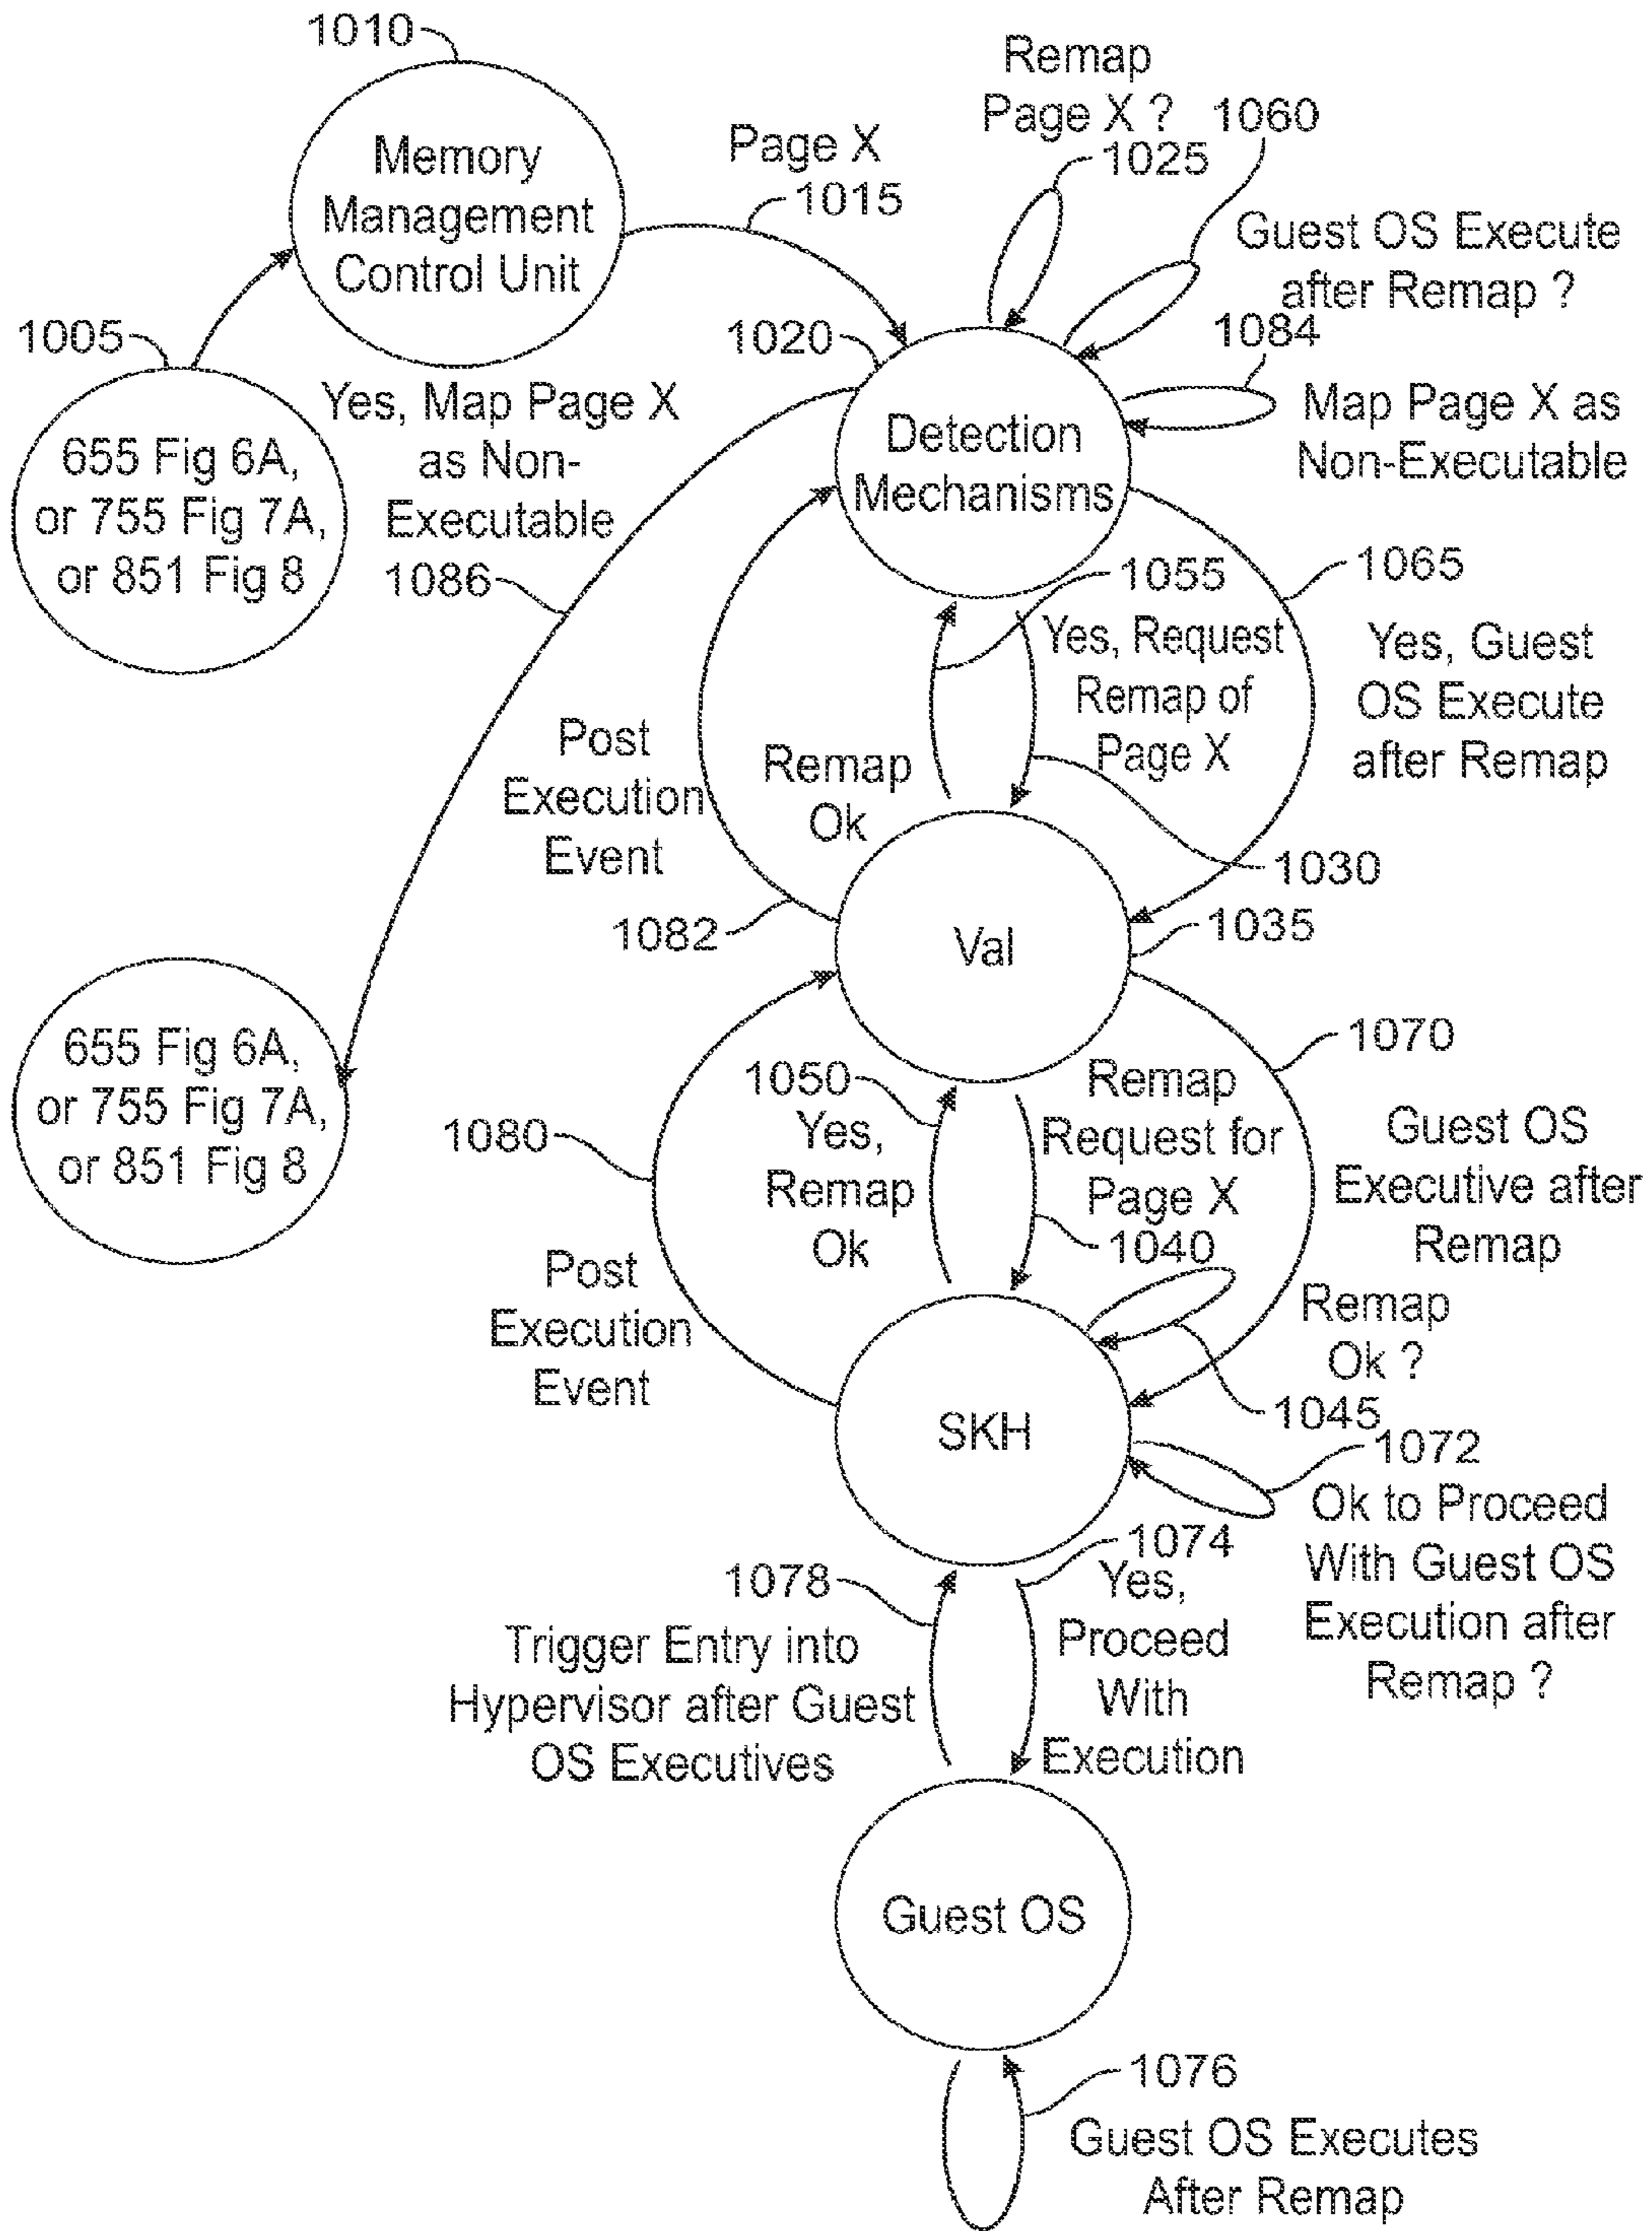 1010
Memory
Management
Control Unit
Page X
1015
Remap
Page X ?
1025
1060
Guest OS Execute
after Remap ?
1084
Map Page X as
Non-Executable
1005
655 Fig 6A,
or 755 Fig 7A,
or 851 Fig 8
Yes, Map Page X
as Non-
Executable
1086
1020
Detection
Mechanisms
1055
Yes, Request
Remap of
Page X
1065
Yes, Guest
OS Execute
after Remap
Post
Execution
Event
1082
Remap
Ok
1030
Val
1035
655 Fig 6A,
or 755 Fig 7A,
or 851 Fig 8
1080
1050
Yes,
Remap
Ok
Remap
Request for
Page X
1040
1070
Guest OS
Executive after
Remap
Post
Execution
Event
Remap
Ok ?
1045
SKH
1072
Ok to Proceed
With Guest OS
Execution after
Remap ?
1078
Trigger Entry into
Hypervisor after Guest
OS Executives
1074
Yes,
Proceed
With
Execution
Guest OS
1076
Guest OS Executes
After Remap